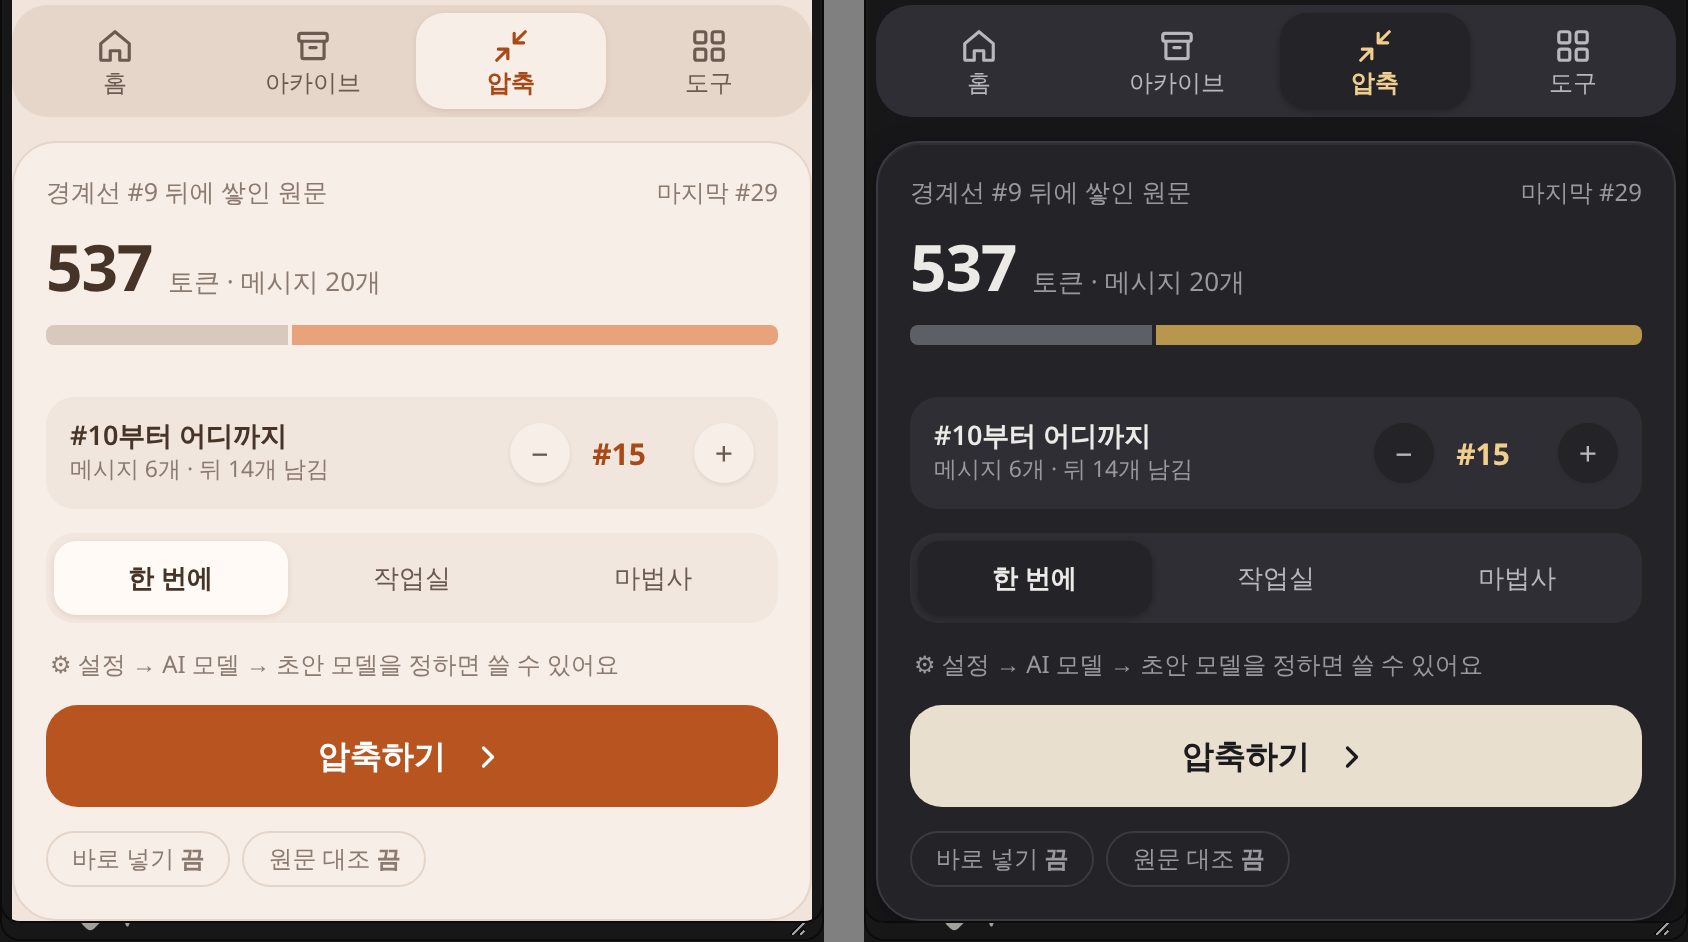 홈
아카이브
압축
도구
경계선 #9 뒤에 쌓인 원문
마지막 #29
537 토큰 · 메시지 20개
#10부터 어디까지
메시지 6개 · 뒤 14개 남김
− #15 +
한 번에
작업실
마법사
⚙ 설정 → AI 모델 → 초안 모델을 정하면 쓸 수 있어요
압축하기
바로 넣기 끔
원문 대조 끔
홈
아카이브
압축
도구
경계선 #9 뒤에 쌓인 원문
마지막 #29
537 토큰 · 메시지 20개
#10부터 어디까지
메시지 6개 · 뒤 14개 남김
− #15 +
한 번에
작업실
마법사
⚙ 설정 → AI 모델 → 초안 모델을 정하면 쓸 수 있어요
압축하기
바로 넣기 끔
원문 대조 끔